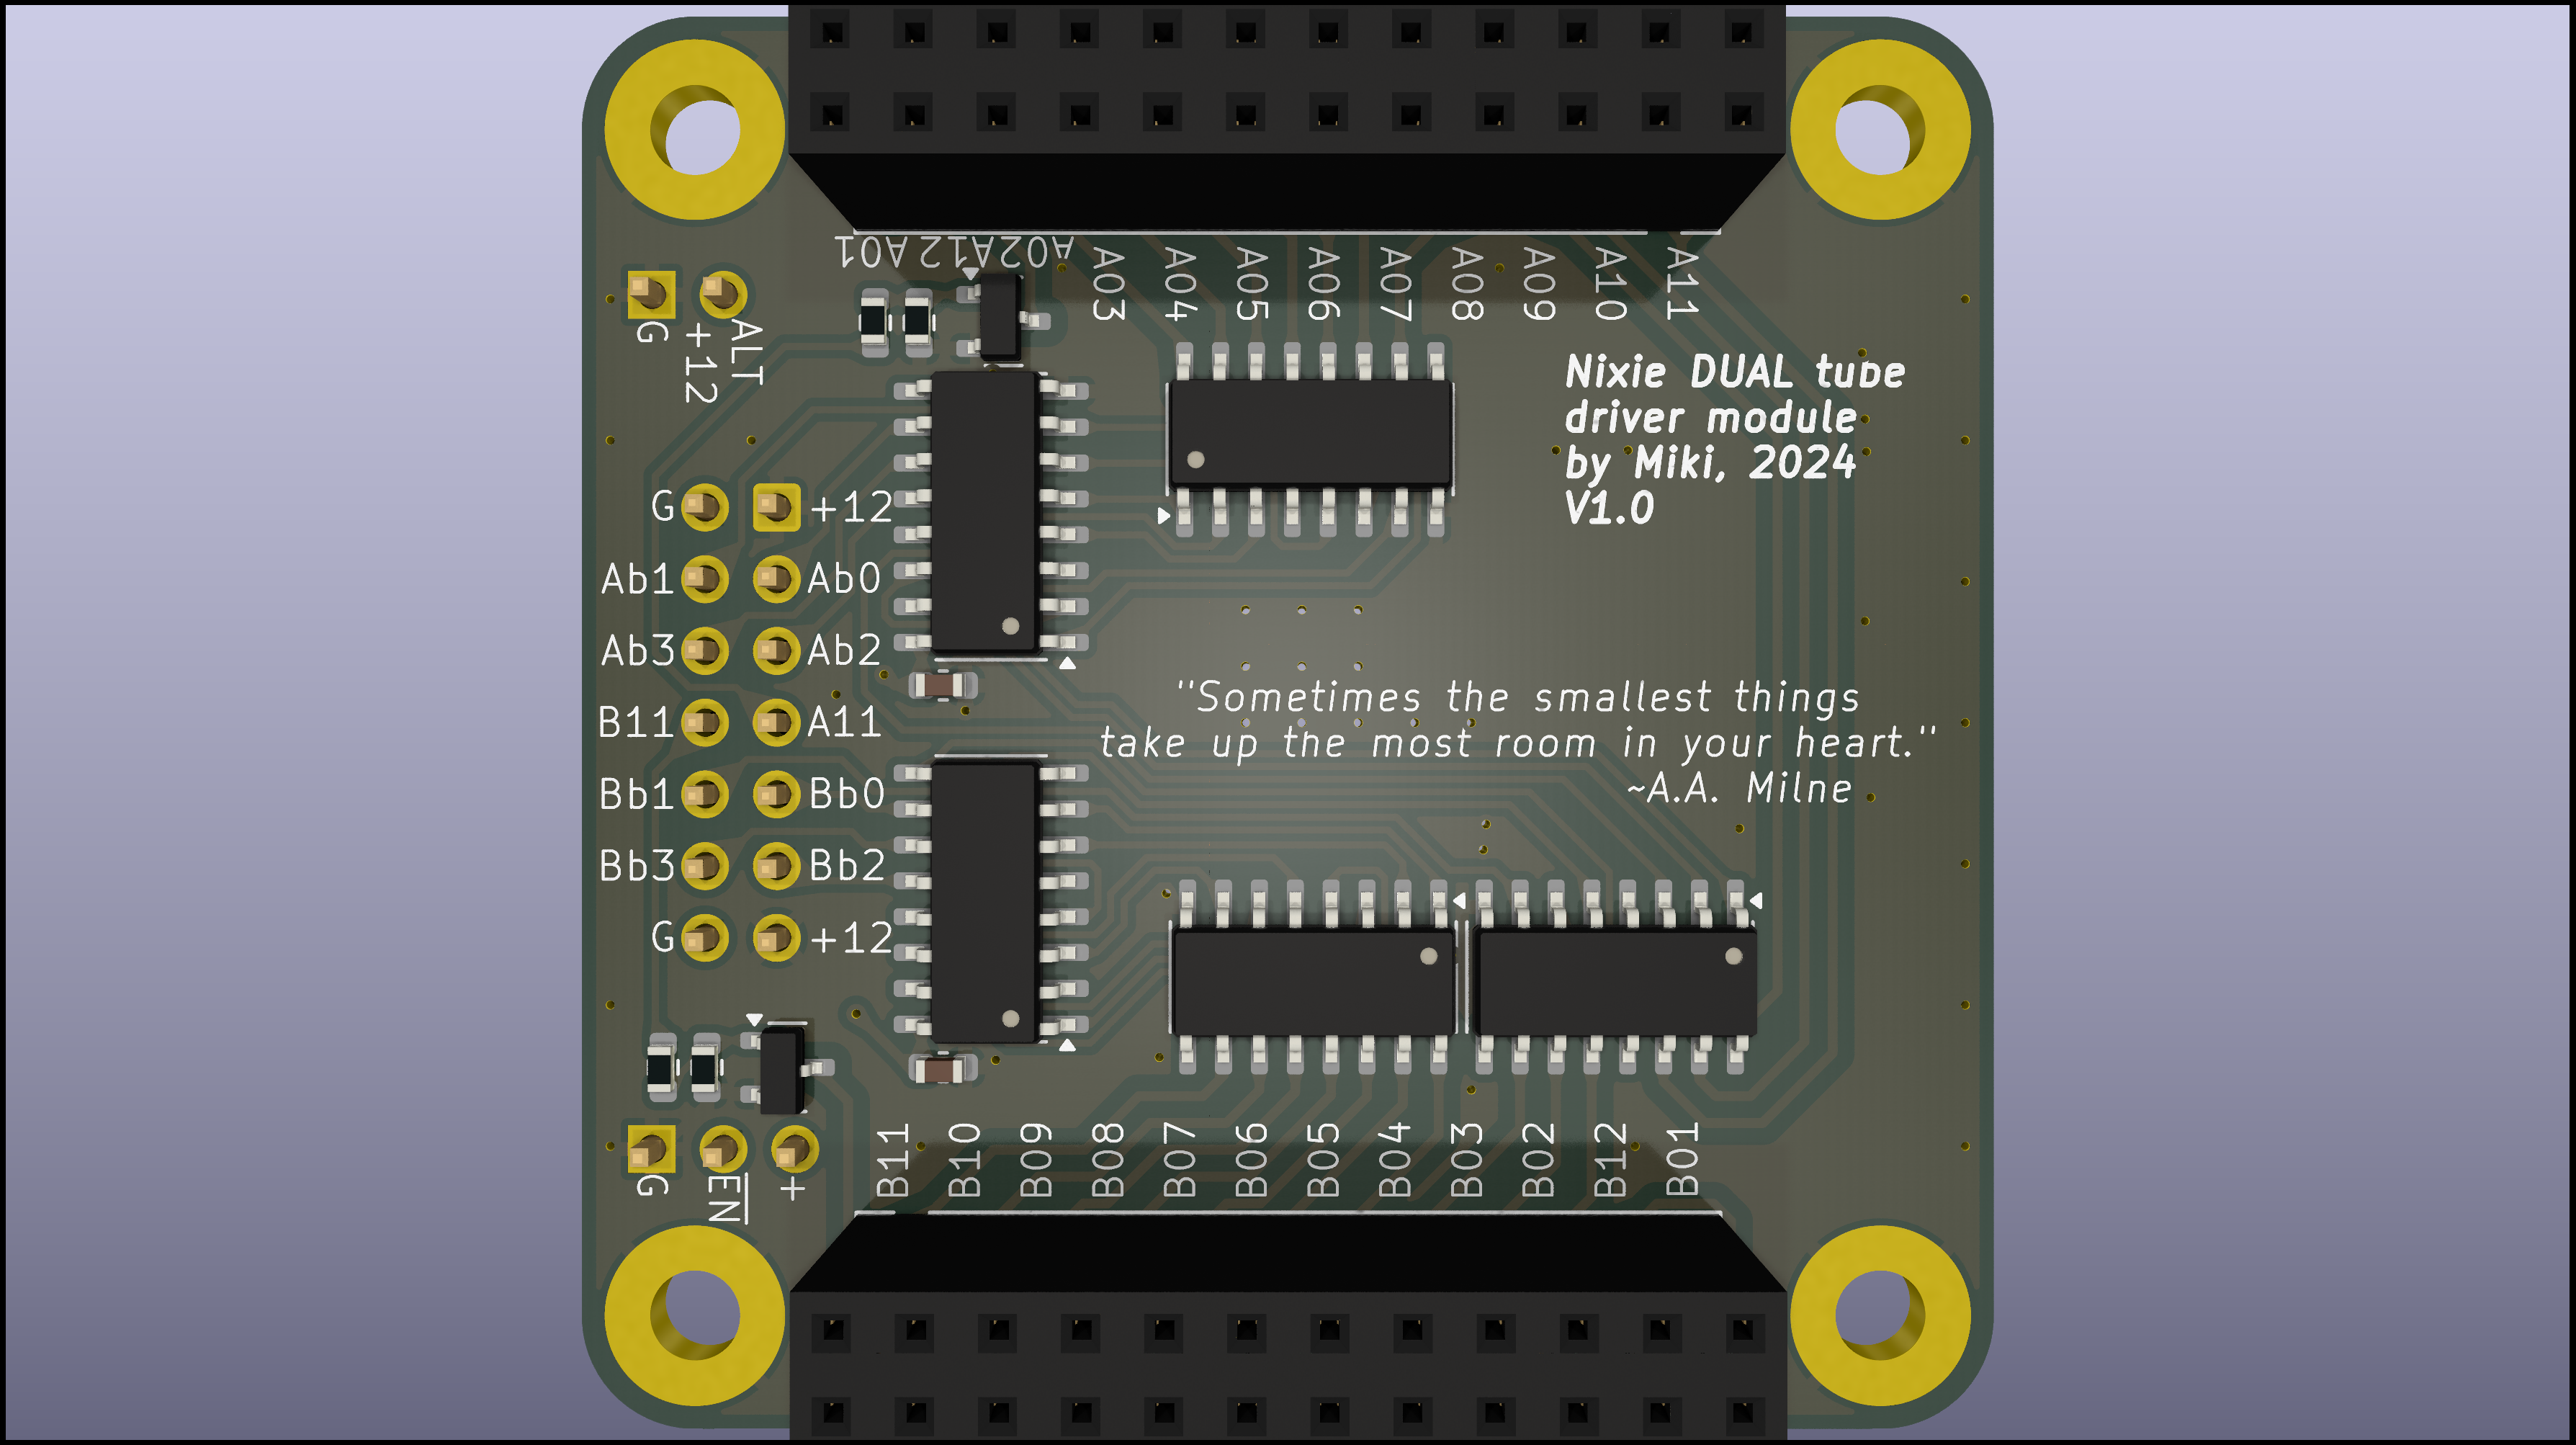 A01 A12 A02 A12 A03 A04 A05 A06 A07 A08 A09 A10 A11
G +12 ALT
Nixie DUAL tube
driver module
by Miki, 2024
V1.0
G +12
Ab1 Ab0
Ab3 Ab2
B11 A11
Bb1 Bb0
Bb3 Bb2
G +12
"Sometimes the smallest things
take up the most room in your heart."
~A.A. Milne
B11 B10 B09 B08 B07 B06 B05 B04 B03 B02 B12 B01
G EN +